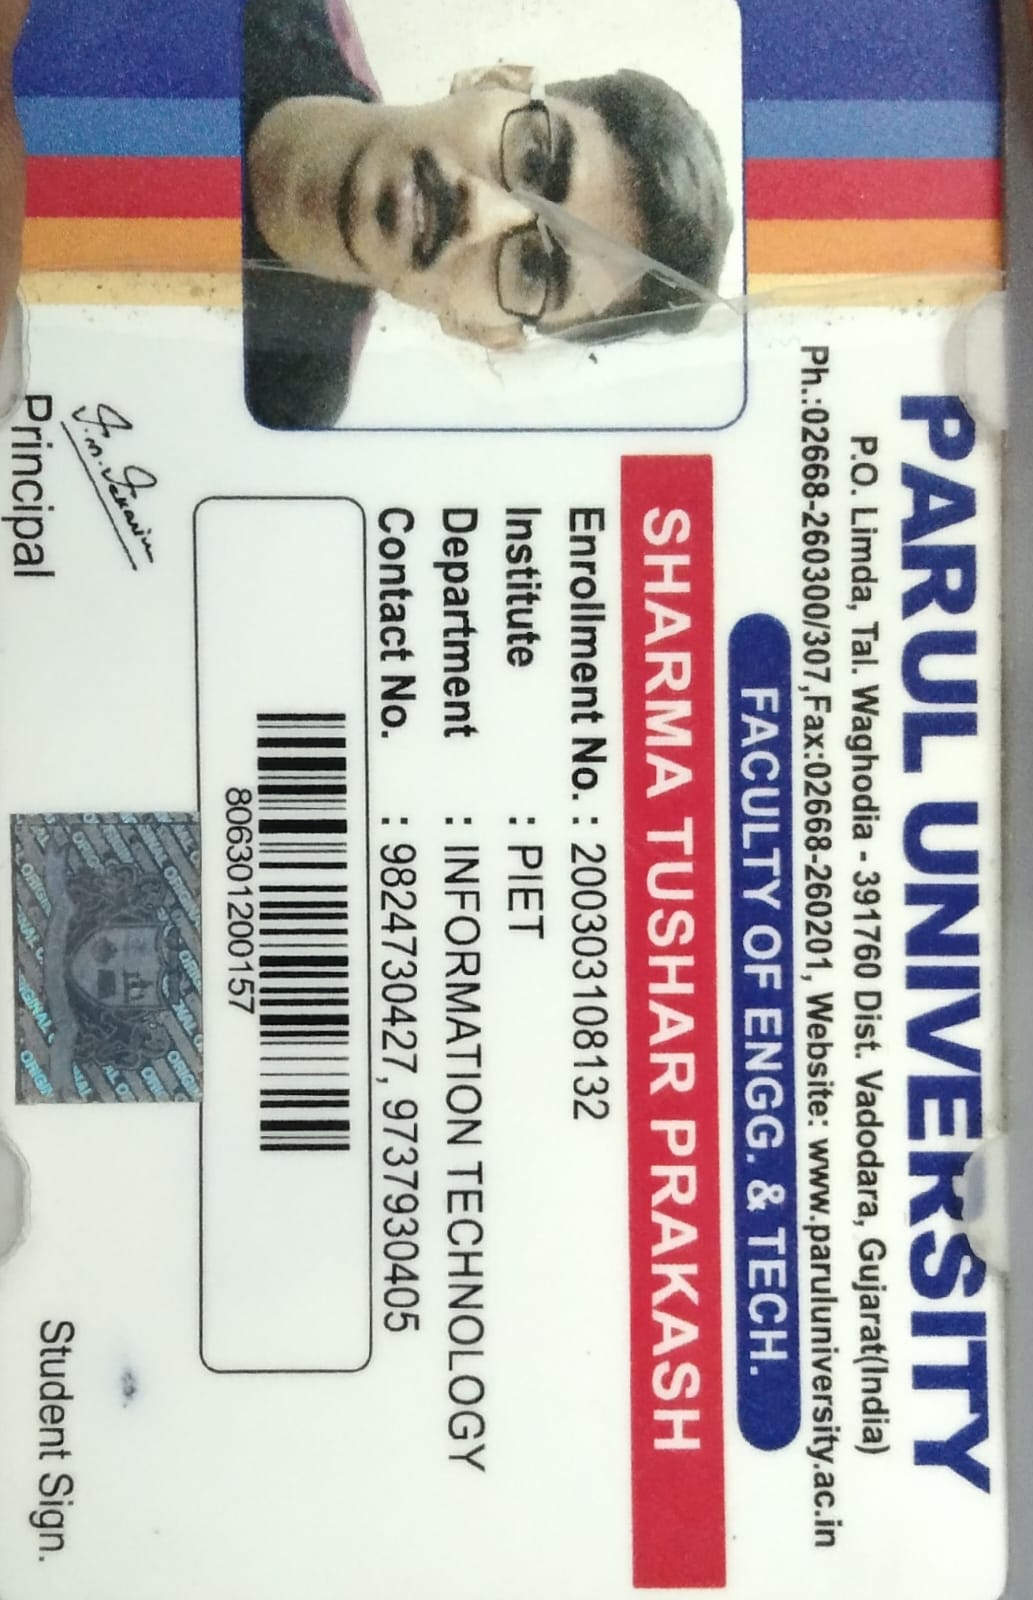 PARUL UNIVERSITY
P.O. Limda, Tal. Waghodia - 391760 Dist. Vadodara, Gujarat(India)
Ph.:02668-260300/307,Fax:02668-260201, Website: www.paruluniversity.ac.in
FACULTY OF ENGG. & TECH.
SHARMA TUSHAR PRAKASH
Enrollment No. : 200303108132
Institute : PIET
Department : INFORMATION TECHNOLOGY
Contact No. : 9824730427, 9737930405
806301200157
Principal
Student Sign.
ORIGINAL